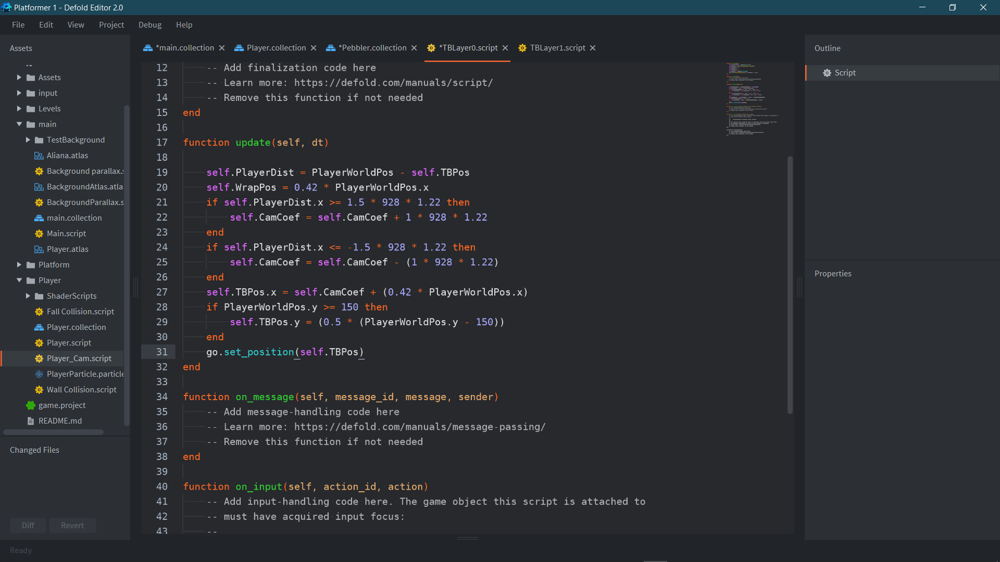 Platformer 1 - Defold Editor 2.0
File Edit View Project Debug Help
Assets
Assets
input
Levels
main
TestBackground
Aliana.atlas
Background parallax.s
BackgroundAtlas.atla
BackgroundParallax.s
main.collection
Main.script
Player.atlas
Platform
Player
ShaderScripts
Fall Collision.script
Player.collection
Player.script
Player_Cam.script
PlayerParticle.particle
Wall Collision.script
game.project
README.md
Changed Files
Diff Revert
Ready
*main.collection Player.collection *Pebbler.collection *TBLayer0.script TBLayer1.script
12 -- Add finalization code here
13 -- Learn more: https://defold.com/manuals/script/
14 -- Remove this function if not needed
15 end
16
17 function update(self, dt)
18
19 self.PlayerDist = PlayerWorldPos - self.TBPos
20 self.WrapPos = 0.42 * PlayerWorldPos.x
21 if self.PlayerDist.x >= 1.5 * 928 * 1.22 then
22 self.CamCoef = self.CamCoef + 1 * 928 * 1.22
23 end
24 if self.PlayerDist.x <= -1.5 * 928 * 1.22 then
25 self.CamCoef = self.CamCoef - (1 * 928 * 1.22)
26 end
27 self.TBPos.x = self.CamCoef + (0.42 * PlayerWorldPos.x)
28 if PlayerWorldPos.y >= 150 then
29 self.TBPos.y = (0.5 * (PlayerWorldPos.y - 150))
30 end
31 go.set_position(self.TBPos)
32 end
33
34 function on_message(self, message_id, message, sender)
35 -- Add message-handling code here
36 -- Learn more: https://defold.com/manuals/message-passing/
37 -- Remove this function if not needed
38 end
39
40 function on_input(self, action_id, action)
41 -- Add input-handling code here. The game object this script is attached to
42 -- must have acquired input focus:
43 --
Outline
Script
Properties